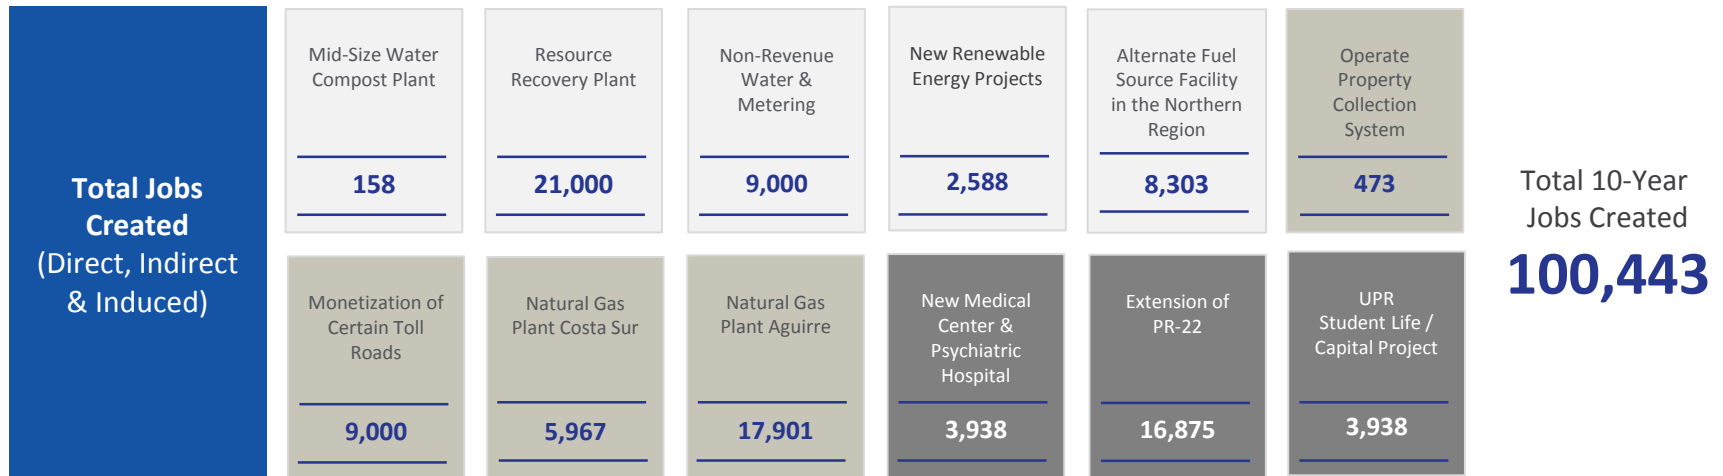 Total Jobs
Created
(Direct, Indirect
& Induced)
Mid-Size Water
Compost Plant
158
Resource
Recovery Plant
21,000
Non-Revenue
Water &
Metering
9,000
New Renewable
Energy Projects
2,588
Alternate Fuel
Source Facility
in the Northern
Region
8,303
Operate
Property
Collection
System
473
Monetization of
Certain Toll
Roads
9,000
Natural Gas
Plant Costa Sur
5,967
Natural Gas
Plant Aguirre
17,901
New Medical
Center &
Psychiatric
Hospital
3,938
Extension of
PR-22
16,875
UPR
Student Life /
Capital Project
3,938
Total 10-Year
Jobs Created
100,443